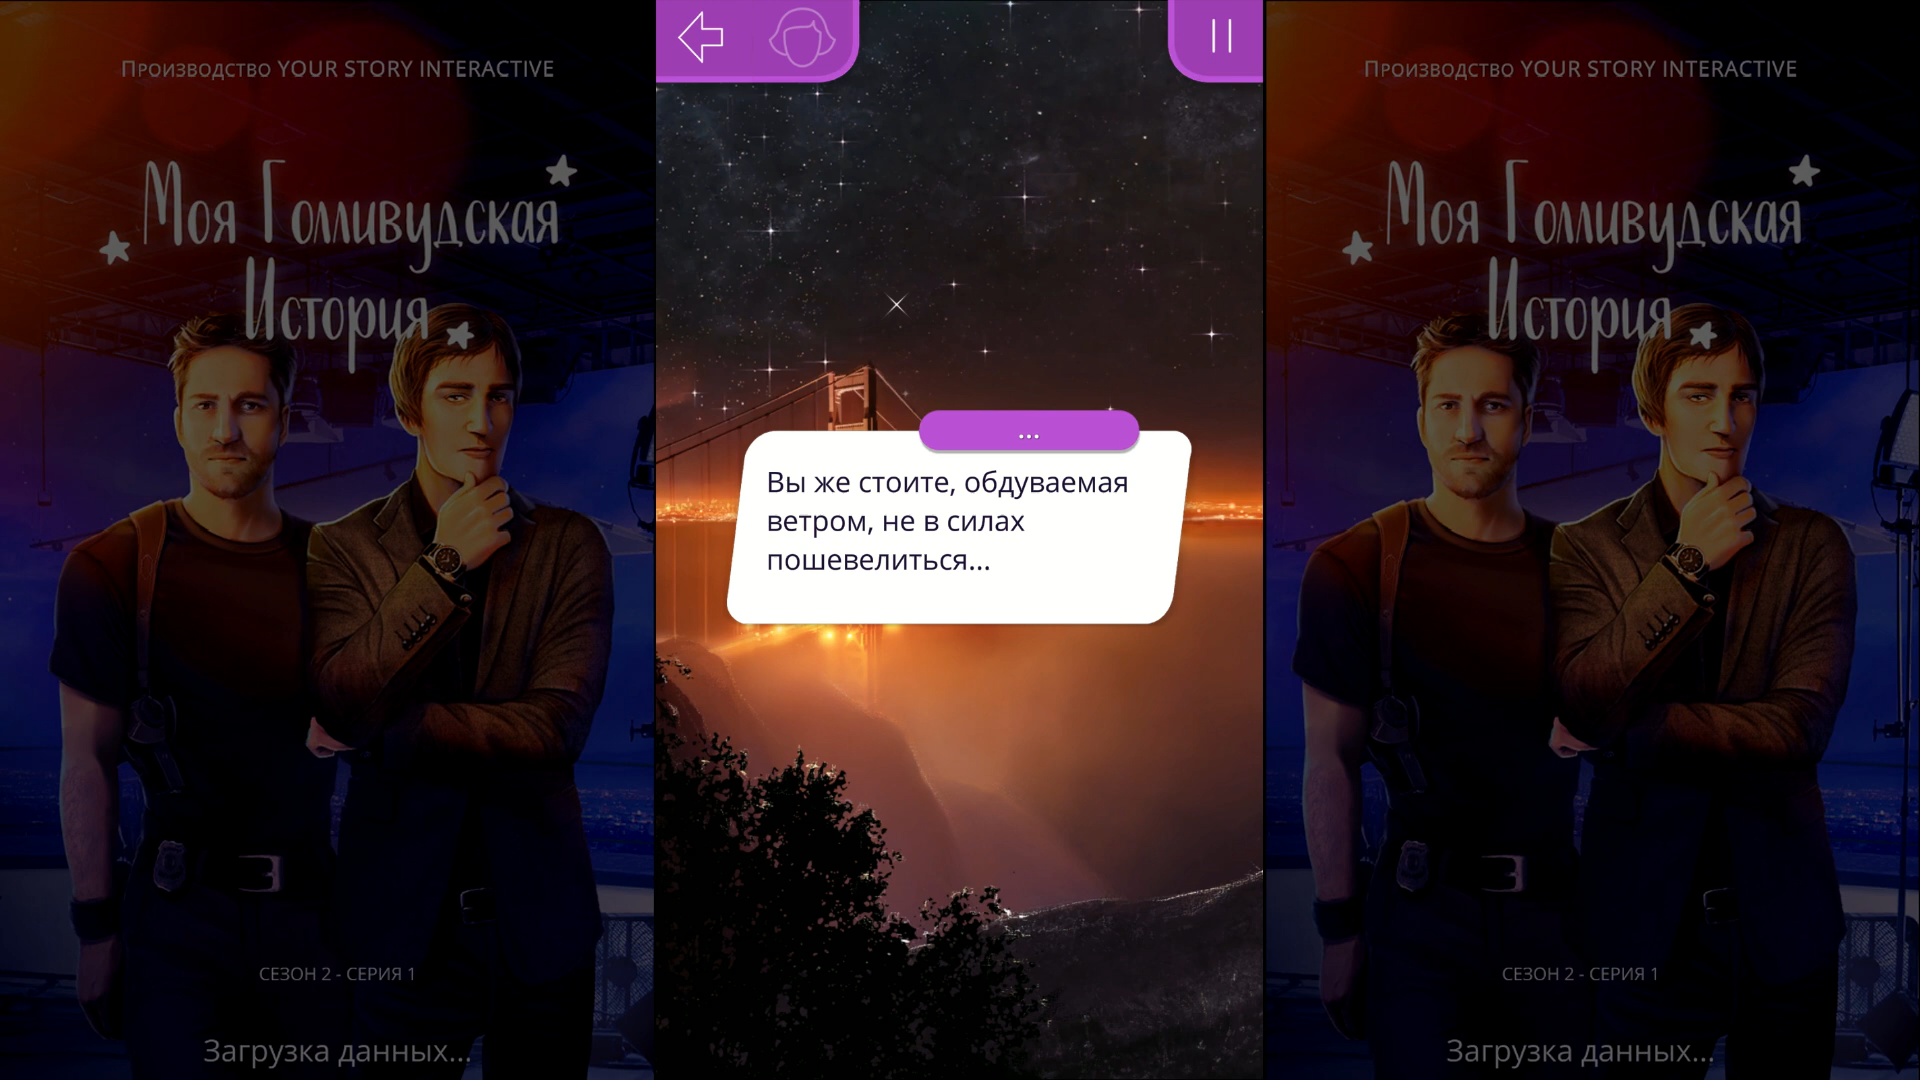 Производство YOUR STORY INTERACTIVE
Моя Голливудская
История
СЕЗОН 2 - СЕРИЯ 1
Загрузка данных...
...
Вы же стоите, обдуваемая
ветром, не в силах
пошевелиться...
Производство YOUR STORY INTERACTIVE
Моя Голливудская
История
СЕЗОН 2 - СЕРИЯ 1
Загрузка данных...